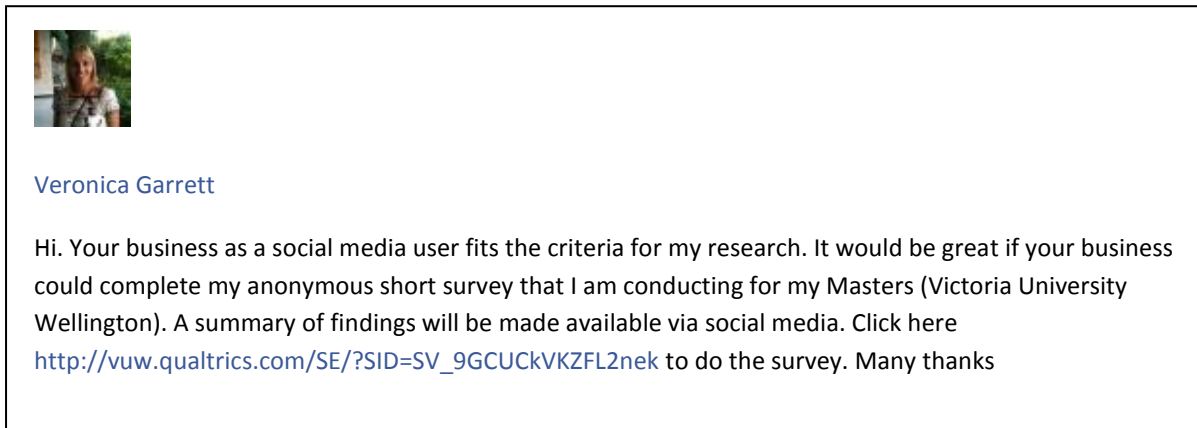 Veronica Garrett
Hi. Your business as a social media user fits the criteria for my research. It would be great if your business
could complete my anonymous short survey that I am conducting for my Masters (Victoria University
Wellington). A summary of findings will be made available via social media. Click here
http://vuw.qualtrics.com/SE/?SID=SV_9GCUCkVKZFL2nek to do the survey. Many thanks